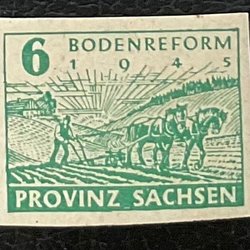 6 BODENREFORM
1945
PROVINZ SACHSEN